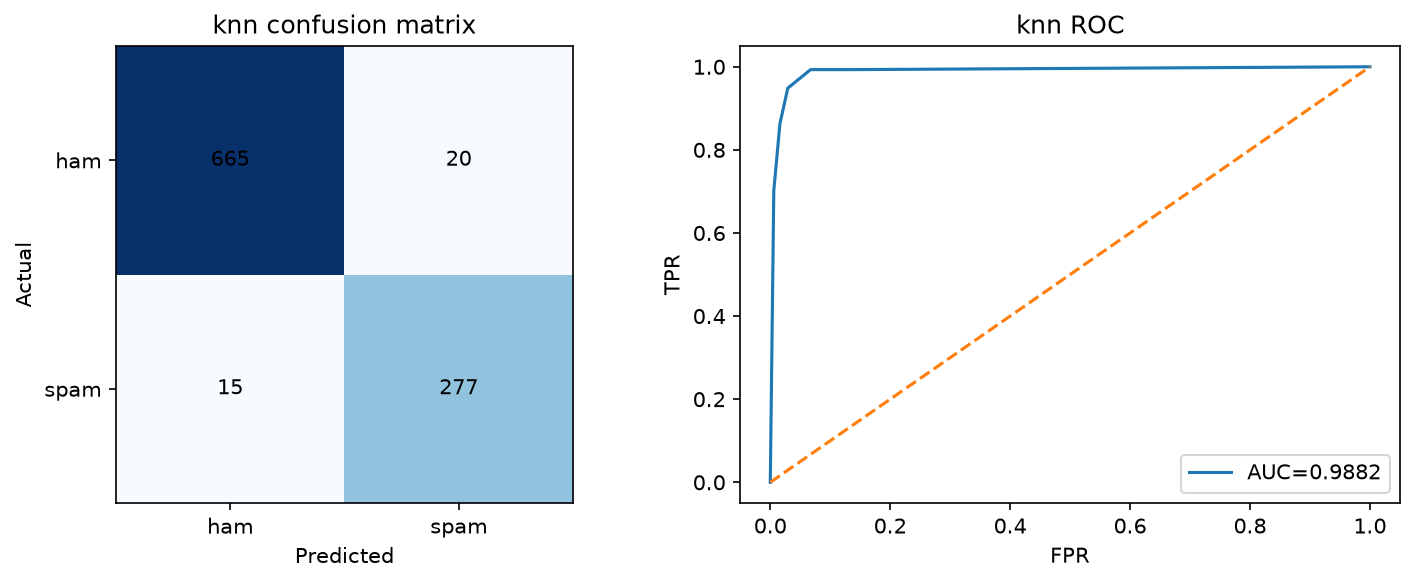 knn confusion matrix
Actual
ham
spam
665
20
15
277
ham
spam
Predicted
knn ROC
TPR
1.0
0.8
0.6
0.4
0.2
0.0
AUC=0.9882
0.0
0.2
0.4
0.6
0.8
1.0
FPR